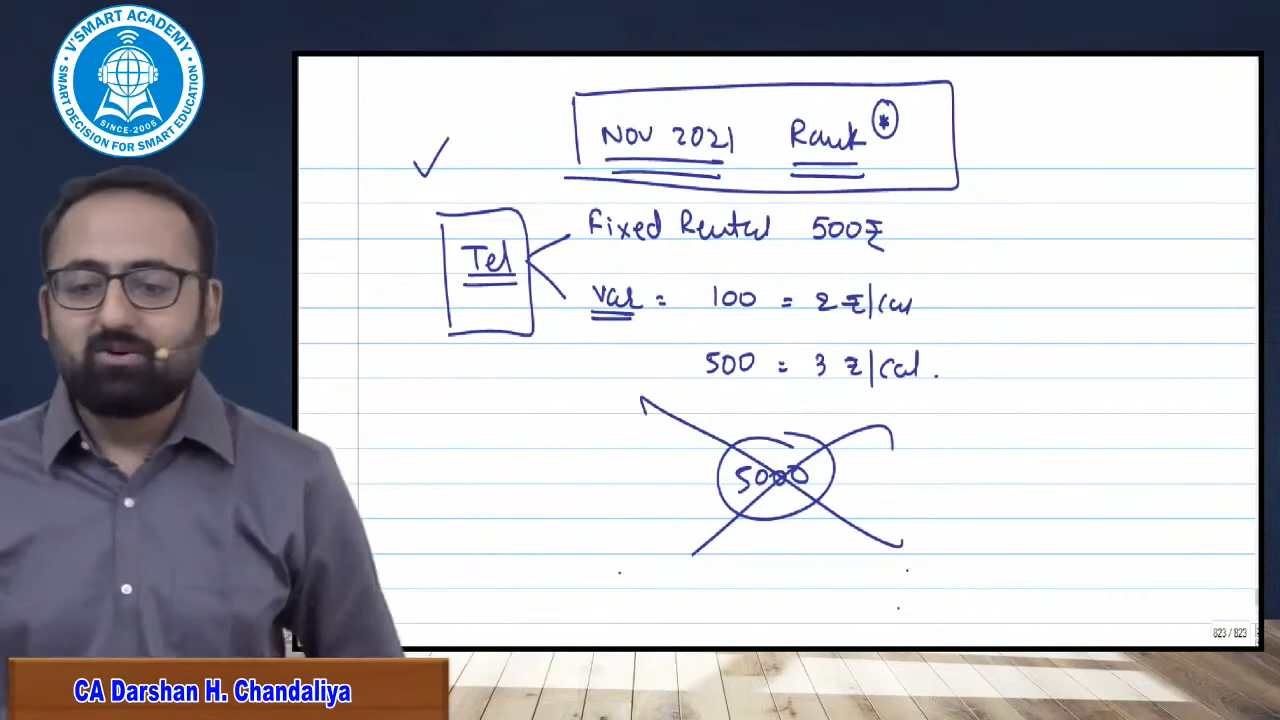 V'SMART ACADEMY
SINCE-2005
SMART DECISION FOR SMART EDUCATION
NOV 2021 Rank *
Tel
Fixed Rental 500₹
Var = 100 = 2 ₹/Cal
500 = 3 ₹/Cal.
5000
823 / 823
CA Darshan H. Chandaliya